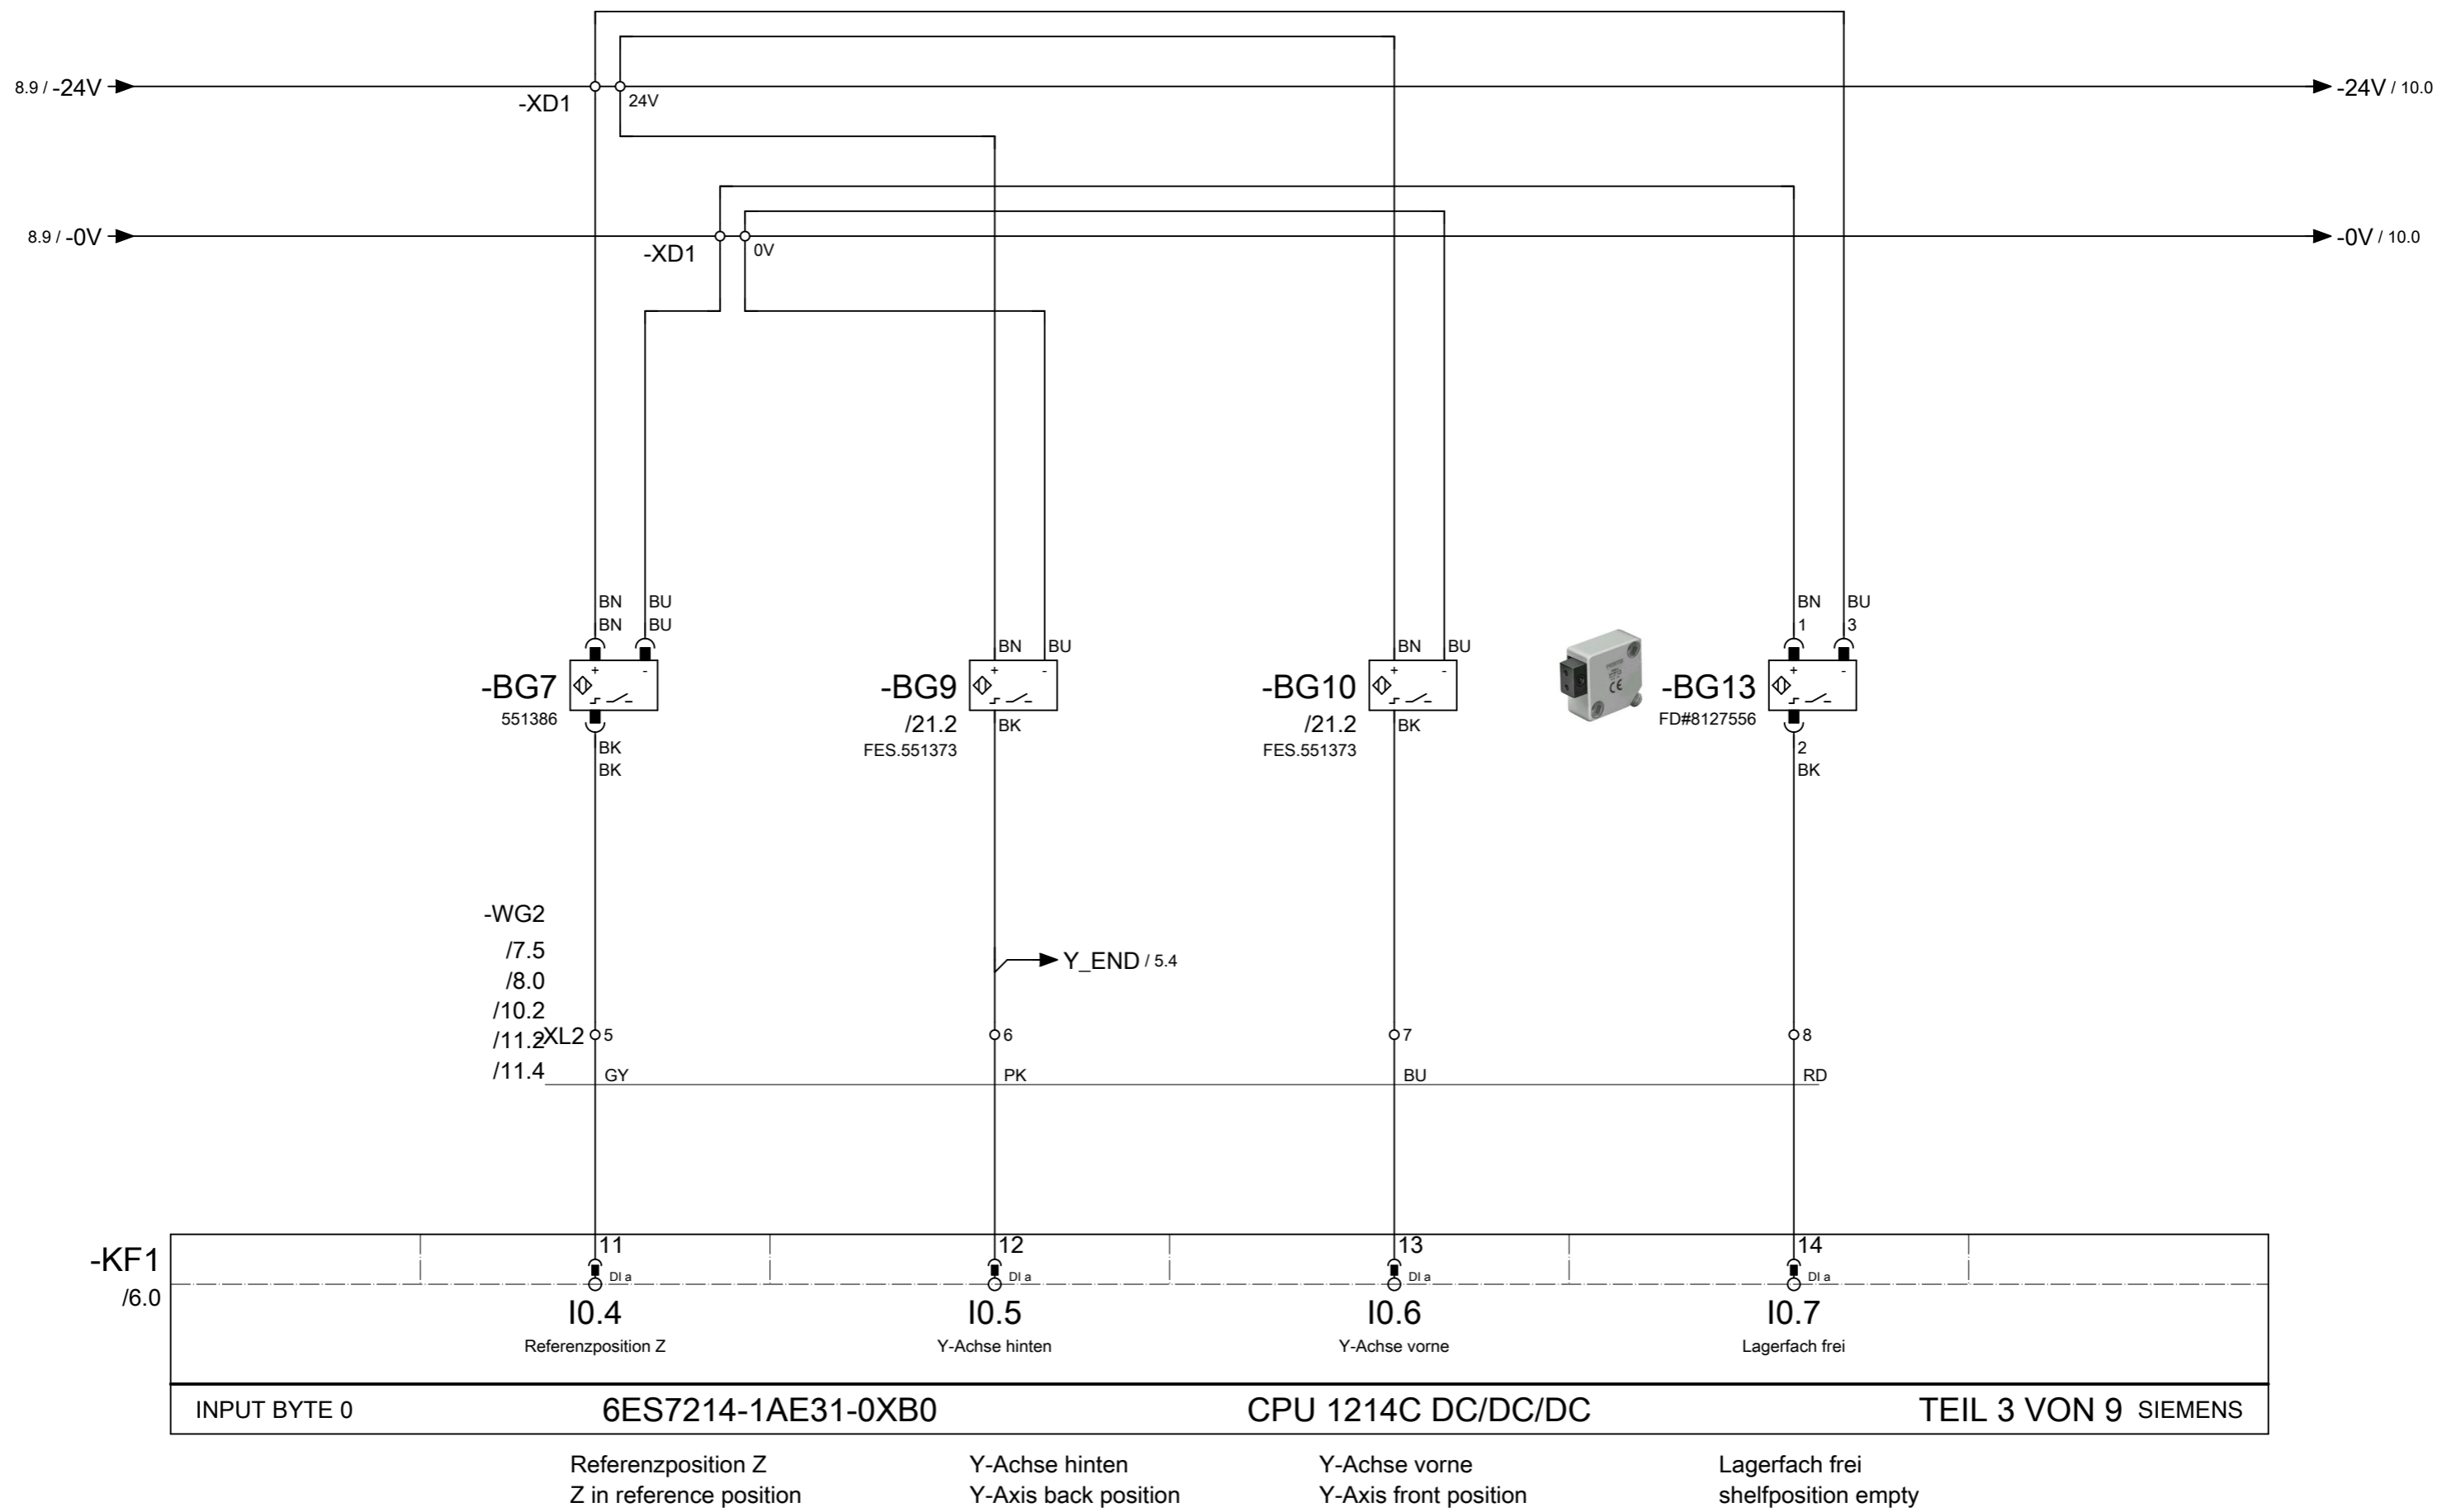 8.9 / -24V
-XD1
24V
-24V / 10.0
8.9 / -0V
-XD1
0V
-0V / 10.0
BN BU BN BU
BN BU 1 3
BN BU BN BU
+ - + - + - + -
-BG7 -BG9 -BG10 -BG13
551386 /21.2 /21.2 FD#8127556
BK BK
FES.551373 FES.551373
BK 2
BK BK
CE
-WG2
/7.5
/8.0
/10.2
/11.2
/11.4
Y_END / 5.4
-XL2 5 6 7 8
GY PK BU RD
-KF1
/6.0
11 12 13 14
DI a DI a DI a DI a
I0.4 I0.5 I0.6 I0.7
Referenzposition Z Y-Achse hinten Y-Achse vorne Lagerfach frei
INPUT BYTE 0 6ES7214-1AE31-0XB0 CPU 1214C DC/DC/DC TEIL 3 VON 9 SIEMENS
Referenzposition Z Y-Achse hinten Y-Achse vorne Lagerfach frei
Z in reference position Y-Axis back position Y-Axis front position shelfposition empty